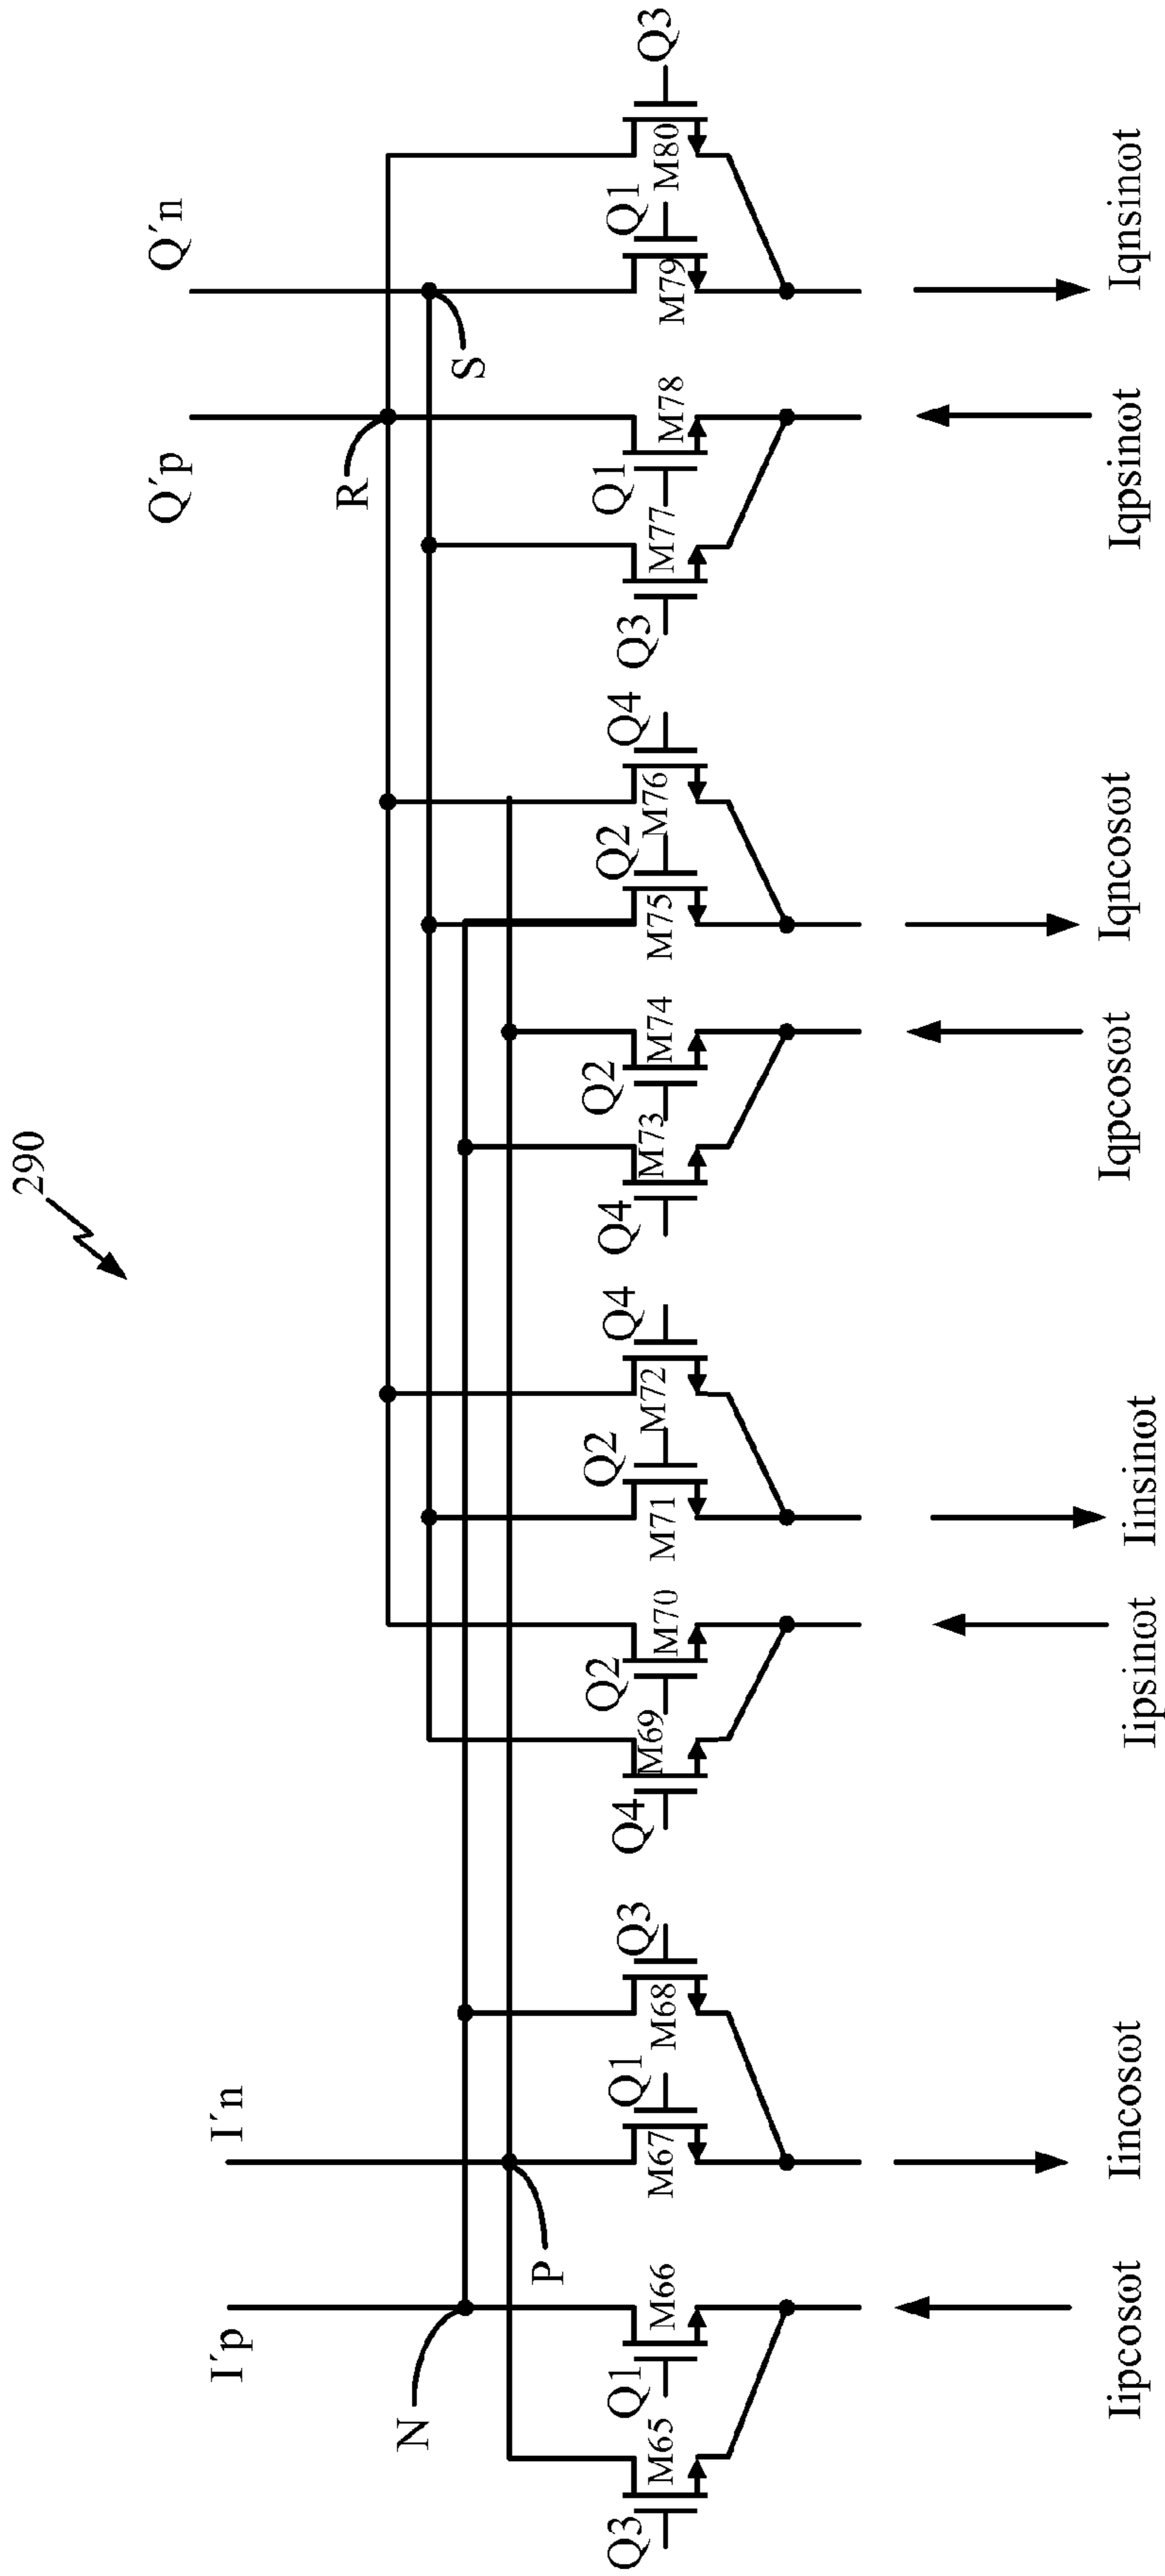 290
I´p
I´n
Q´p
Q´n
N
P
R
S
Q3
M65
Q1
M66
M67
Q1
M68
Q3
Q4
M69
Q2
M70
M71
Q2
M72
Q4
Q4
M73
Q2
M74
M75
Q2
M76
Q4
Q3
M77
Q1
M78
M79
Q1
M80
Q3
Iipcosωt
Iincosωt
Iipsinωt
Iinsinωt
Iqpcosωt
Iqncosωt
Iqpsinωt
Iqnsinωt